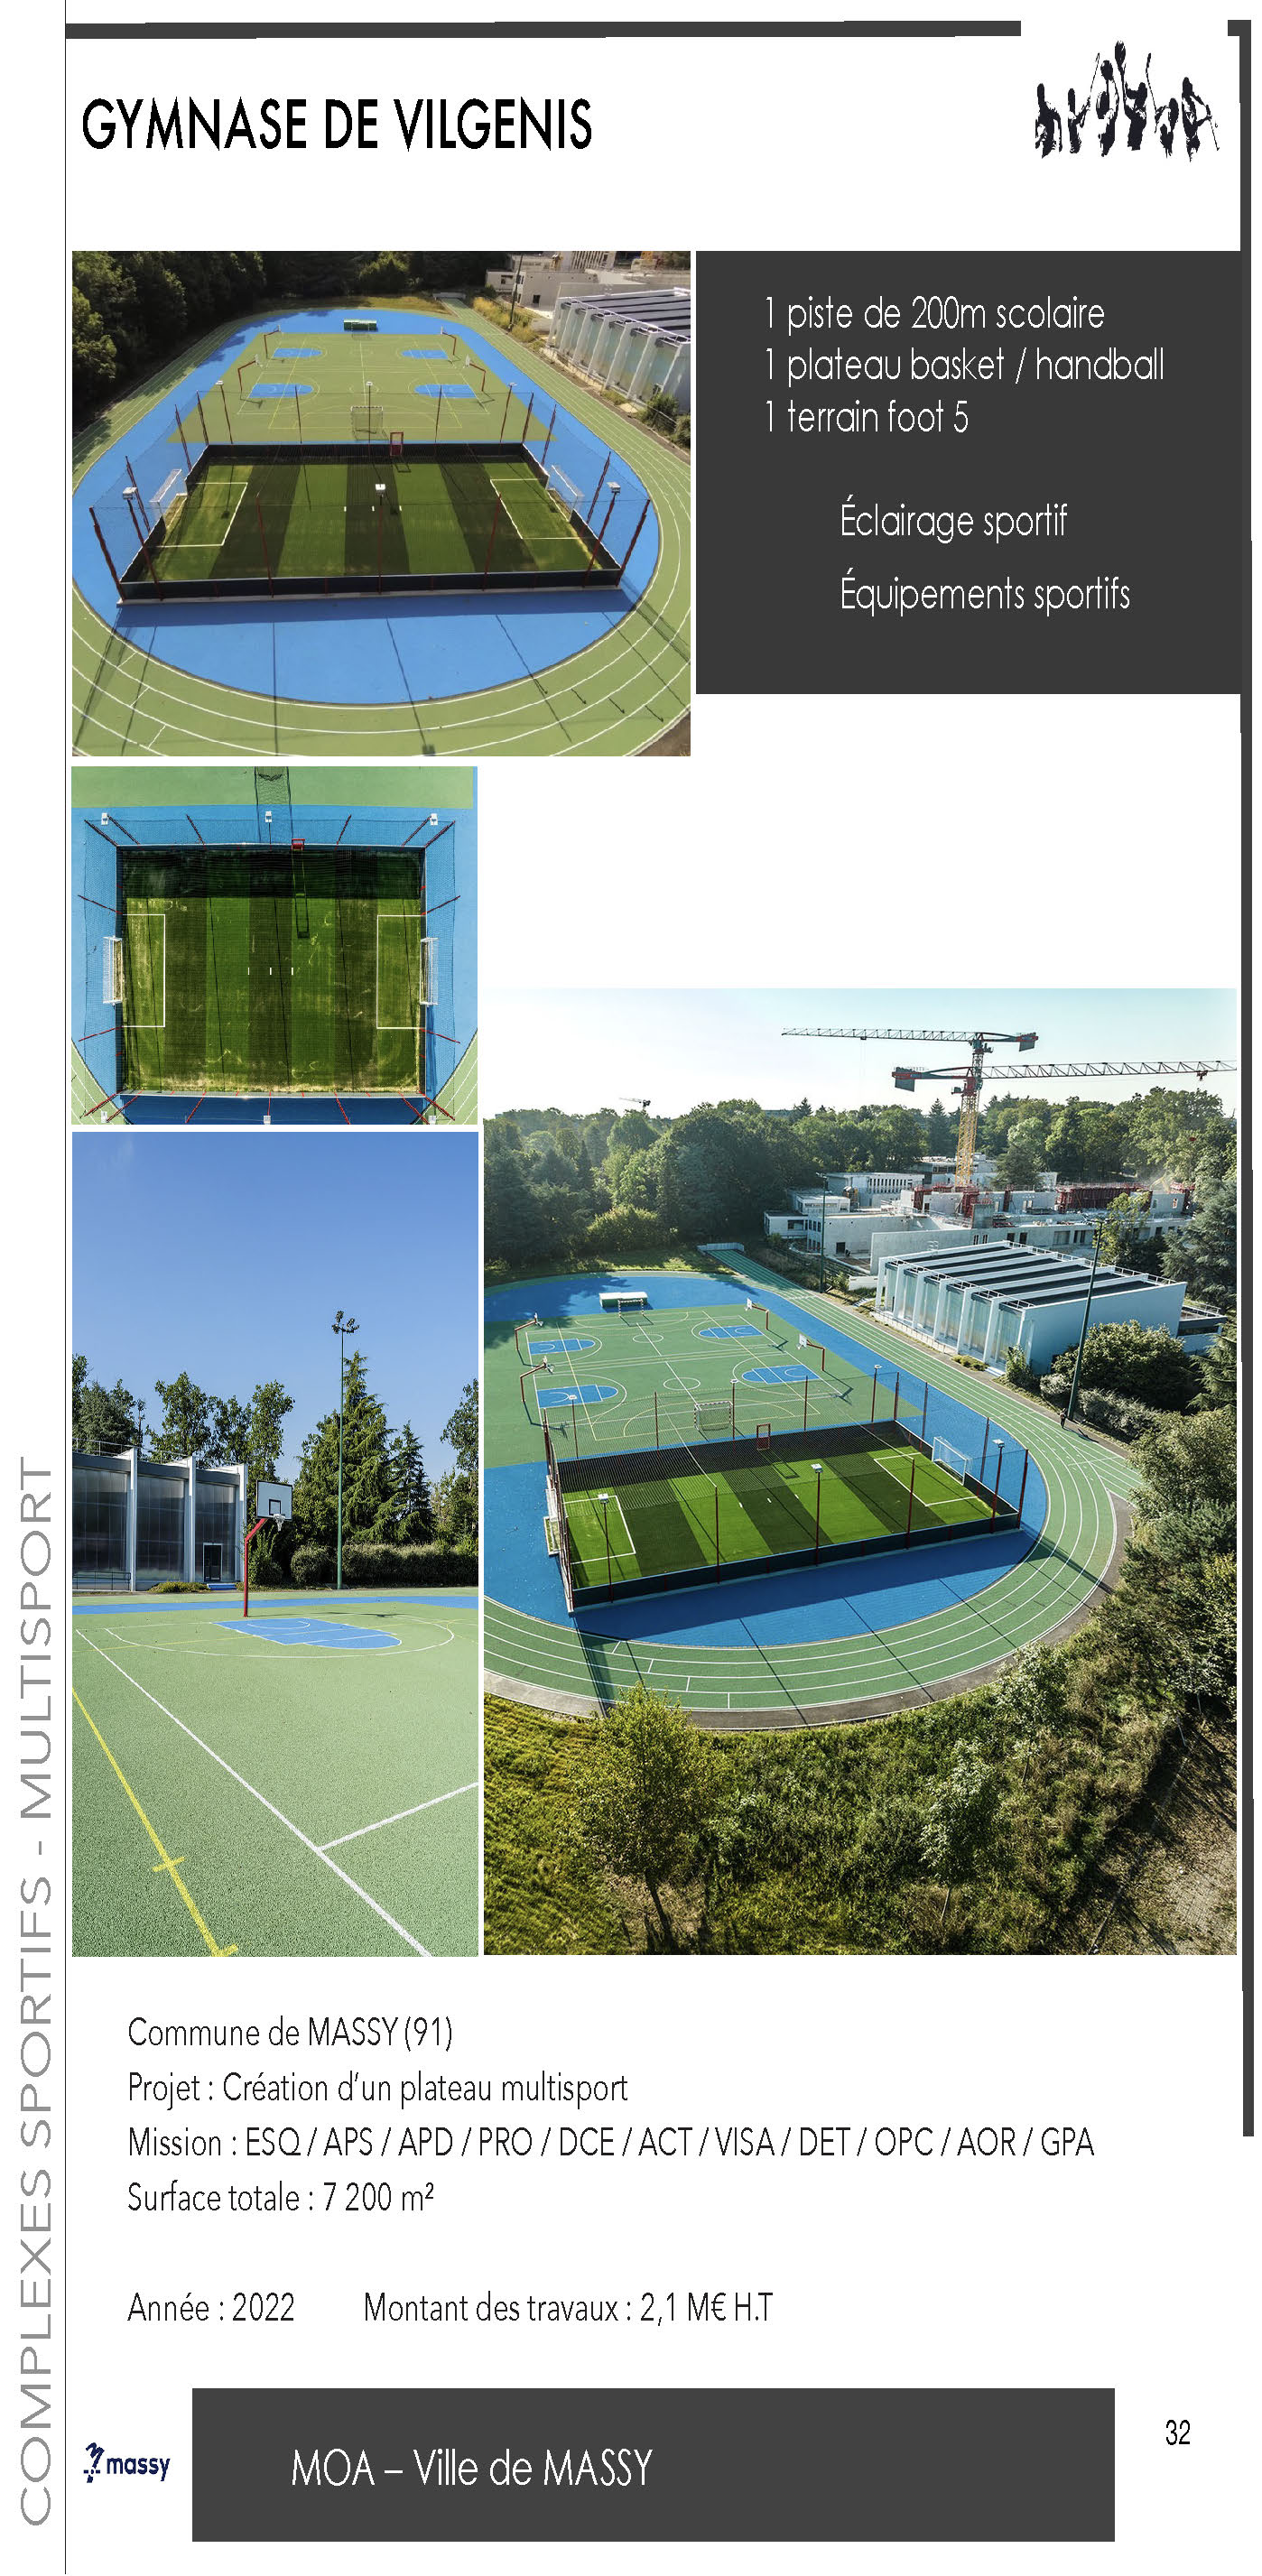 GYMNASE DE VILGENIS
1 piste de 200m scolaire
1 plateau basket / handball
1 terrain foot 5
Éclairage sportif
Équipements sportifs
COMPLEXES SPORTIFS - MULTISPORT
Commune de MASSY (91)
Projet : Création d’un plateau multisport
Mission : ESQ / APS / APD / PRO / DCE / ACT / VISA / DET / OPC / AOR / GPA
Surface totale : 7 200 m²
Année : 2022 Montant des travaux : 2,1 M€ H.T
massy
MOA – Ville de MASSY
32